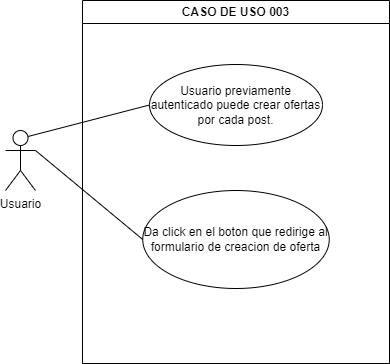 CASO DE USO 003
Usuario previamente
autenticado puede crear ofertas
por cada post.
Usuario
Da click en el boton que redirige al
formulario de creacion de oferta